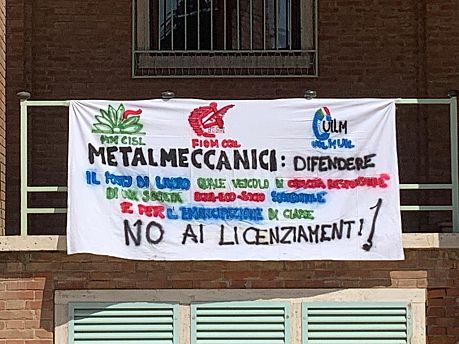 FIM CISL FIOM CGIL UILM
METALMECCANICI: DIFENDERE
IL POSTO DI LAVORO QUALE VEICOLO DI CRESCITA RESPONSABILE
DI UNA SOCIETÀ SOSTENIBILE
E PER L'EMANCIPAZIONE DI CLASSE
NO AI LICENZIAMENTI!